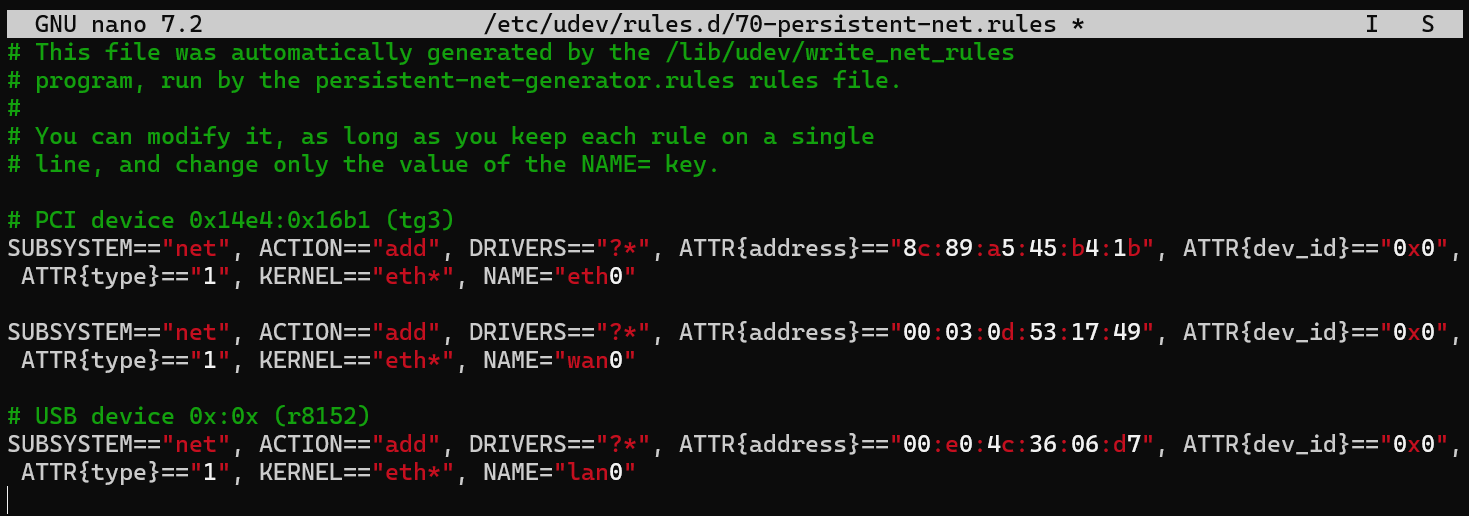 GNU nano 7.2 /etc/udev/rules.d/70-persistent-net.rules * I S
# This file was automatically generated by the /lib/udev/write_net_rules
# program, run by the persistent-net-generator.rules rules file.
#
# You can modify it, as long as you keep each rule on a single
# line, and change only the value of the NAME= key.
# PCI device 0x14e4:0x16b1 (tg3)
SUBSYSTEM=="net", ACTION=="add", DRIVERS=="?*", ATTR{address}=="8c:89:a5:45:b4:1b", ATTR{dev_id}=="0x0",
ATTR{type}=="1", KERNEL=="eth*", NAME="eth0"
SUBSYSTEM=="net", ACTION=="add", DRIVERS=="?*", ATTR{address}=="00:03:0d:53:17:49", ATTR{dev_id}=="0x0",
ATTR{type}=="1", KERNEL=="eth*", NAME="wan0"
# USB device 0x:0x (r8152)
SUBSYSTEM=="net", ACTION=="add", DRIVERS=="?*", ATTR{address}=="00:e0:4c:36:06:d7", ATTR{dev_id}=="0x0",
ATTR{type}=="1", KERNEL=="eth*", NAME="lan0"